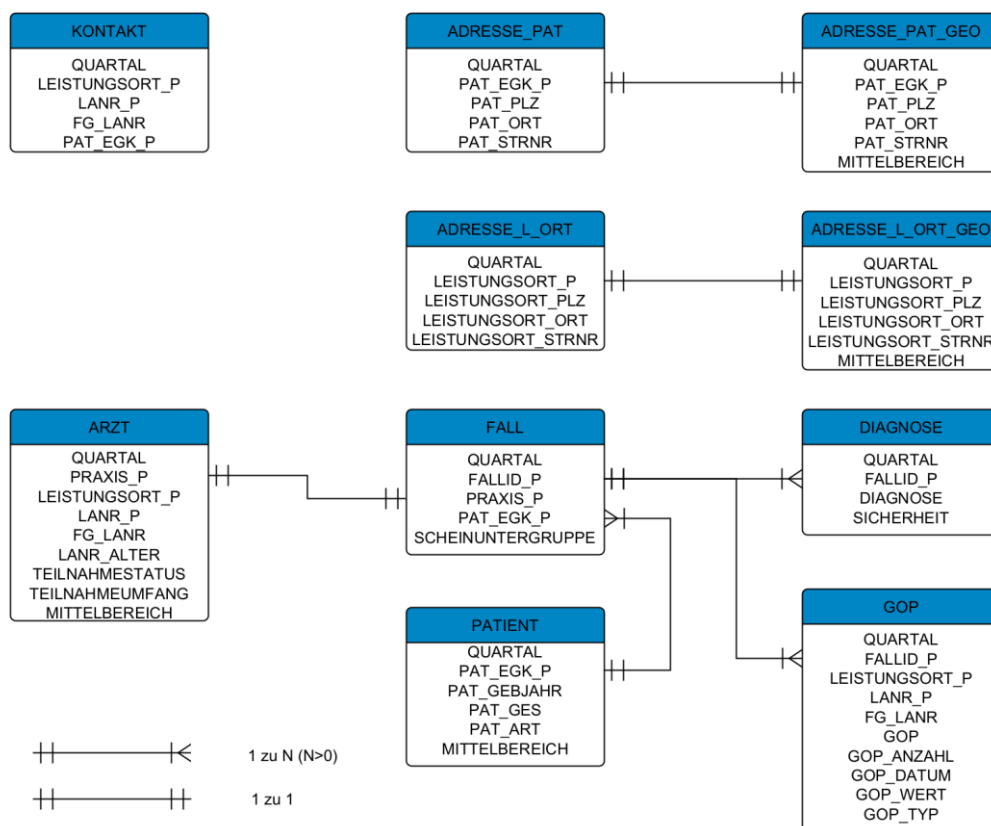 KONTAKT
QUARTAL
LEISTUNGSORT_P
LANR_P
FG_LANR
PAT_EGK_P
ADRESSE_PAT
QUARTAL
PAT_EGK_P
PAT_PLZ
PAT_ORT
PAT_STRNR
ADRESSE_PAT_GEO
QUARTAL
PAT_EGK_P
PAT_PLZ
PAT_ORT
PAT_STRNR
MITTELBEREICH
ADRESSE_L_ORT
QUARTAL
LEISTUNGSORT_P
LEISTUNGSORT_PLZ
LEISTUNGSORT_ORT
LEISTUNGSORT_STRNR
ADRESSE_L_ORT_GEO
QUARTAL
LEISTUNGSORT_P
LEISTUNGSORT_PLZ
LEISTUNGSORT_ORT
LEISTUNGSORT_STRNR
MITTELBEREICH
ARZT
QUARTAL
PRAXIS_P
LEISTUNGSORT_P
LANR_P
FG_LANR
LANR_ALTER
TEILNAHMESTATUS
TEILNAHMEUMFANG
MITTELBEREICH
FALL
QUARTAL
FALLID_P
PRAXIS_P
PAT_EGK_P
SCHEINUNTERGRUPPE
DIAGNOSE
QUARTAL
FALLID_P
DIAGNOSE
SICHERHEIT
PATIENT
QUARTAL
PAT_EGK_P
PAT_GEBJAHR
PAT_GES
PAT_ART
MITTELBEREICH
GOP
QUARTAL
FALLID_P
LEISTUNGSORT_P
LANR_P
FG_LANR
GOP
GOP_ANZAHL
GOP_DATUM
GOP_WERT
GOP_TYP
1 zu N (N>0)
1 zu 1